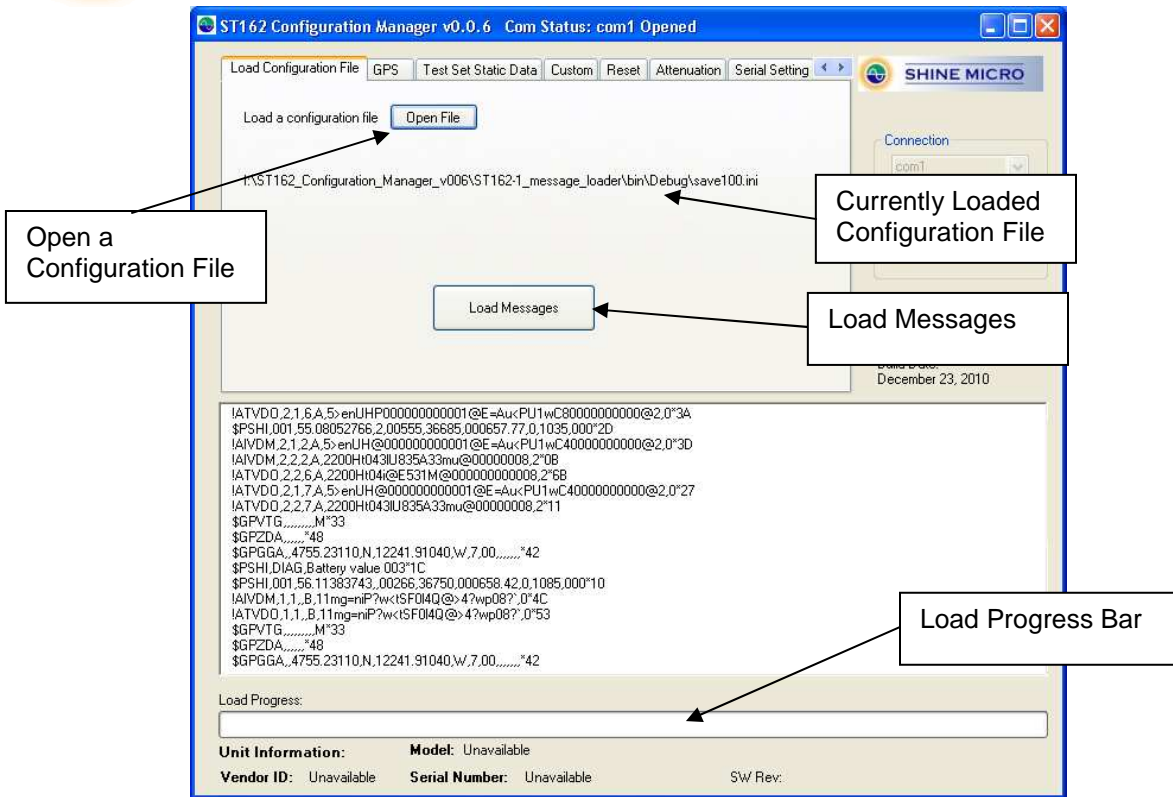 ST162 Configuration Manager v0.0.6 Com Status: com1 Opened
Load Configuration File GPS Test Set Static Data Custom Reset Attenuation Serial Setting
SHINE MICRO
Load a configuration file Open File
Connection
com1
I:\ST162_Configuration_Manager_v006\ST162-1_message_loader\bin\Debug\save100.ini
Currently Loaded
Configuration File
Open a
Configuration File
Load Messages
Load Messages
Build Date:
December 23, 2010
!ATVDO,2,1,6,A,5>enUHP000000000001@E=Au<PU1wC80000000000@2,0*3A
$PSHI,001,55.08052766,2,00555,36685,000657.77,0,1035,000*2D
!AIVDM,2,1,2,A,5>enUH@000000000001@E=Au<PU1wC40000000000@2,0*3D
!AIVDM,2,2,2,A,2200Ht043lU835A33mu@00000008,2*0B
!ATVDO,2,2,6,A,2200Ht04i@E531M@000000000008,2*6B
!ATVDO,2,1,7,A,5>enUH@000000000001@E=Au<PU1wC40000000000@2,0*27
!ATVDO,2,2,7,A,2200Ht043lU835A33mu@00000008,2*11
$GPVTG,,,,,,,,,M*33
$GPZDA,,,,,,*48
$GPGGA,,4755.23110,N,12241.91040,W,7,00,,,,,,,*42
$PSHI,DIAG,Battery value 003*1C
$PSHI,001,56.11383743,,00266,36750,000658.42,0,1085,000*10
!AIVDM,1,1,,B,11mg=niP?w<tSF0l4Q@>4?wp08?`,0*4C
!ATVDO,1,1,,B,11mg=niP?w<tSF0l4Q@>4?wp08?`,0*53
$GPVTG,,,,,,,,,M*33
$GPZDA,,,,,,*48
$GPGGA,,4755.23110,N,12241.91040,W,7,00,,,,,,,*42
Load Progress Bar
Load Progress:
Unit Information: Model: Unavailable
Vendor ID: Unavailable Serial Number: Unavailable SW Rev: